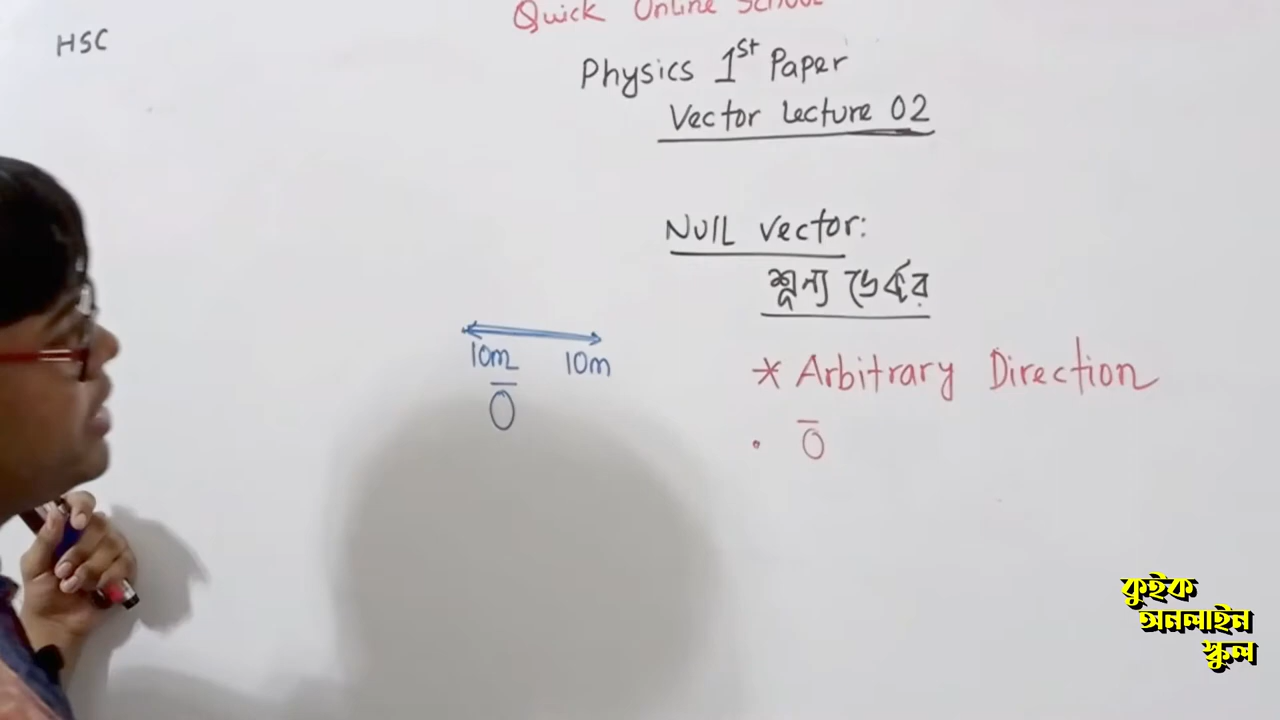 Quick Online School
HSC
Physics 1st Paper
Vector Lecture 02
Null vector:
শূন্য ভেক্টর
10m 10m
0̅
* Arbitrary Direction
• 0̅
কুইক
অনলাইন
স্কুল